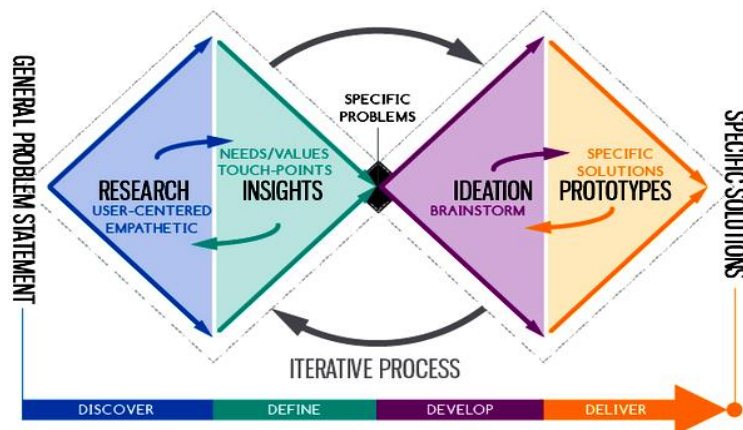 GENERAL PROBLEM STATEMENT
SPECIFIC
PROBLEMS
RESEARCH
USER-CENTERED
EMPATHETIC
NEEDS/VALUES
TOUCH-POINTS
INSIGHTS
IDEATION
BRAINSTORM
SPECIFIC
SOLUTIONS
PROTOTYPES
SPECIFIC SOLUTIONS
ITERATIVE PROCESS
DISCOVER
DEFINE
DEVELOP
DELIVER